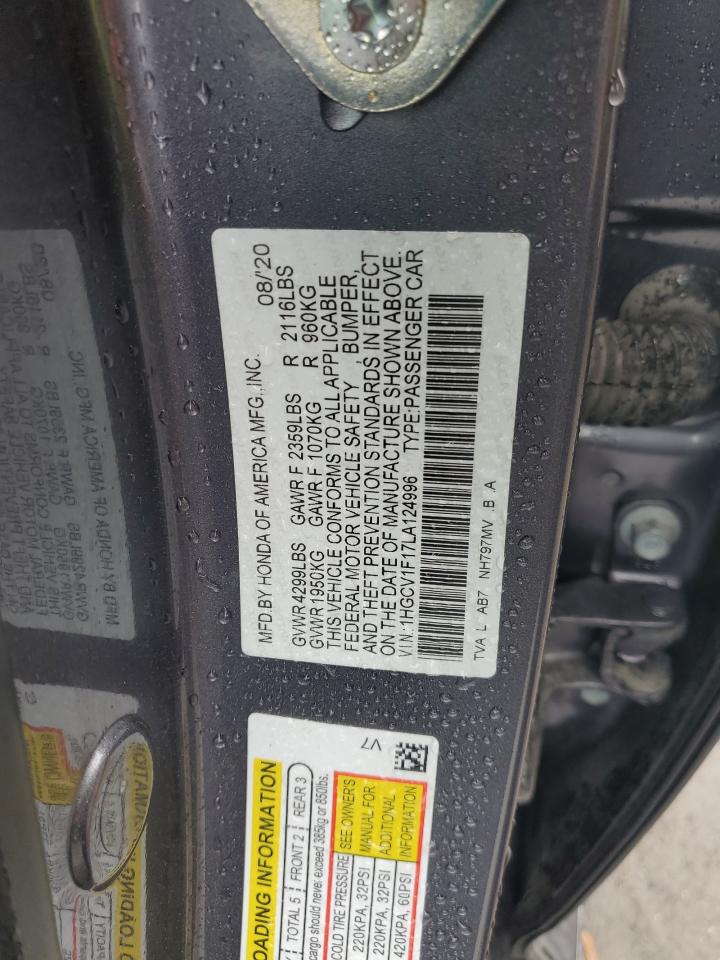 MFD.BY HONDA OF AMERICA MFG.,INC. 08/'20
GVWR 4299LBS GAWR F 2359LBS R 2116LBS
GVWR 1950KG GAWR F 1070KG R 960KG
THIS VEHICLE CONFORMS TO ALL APPLICABLE
FEDERAL MOTOR VEHICLE SAFETY , BUMPER,
AND THEFT PREVENTION STANDARDS IN EFFECT
ON THE DATE OF MANUFACTURE SHOWN ABOVE.
V.I.N.:1HGCV1F17LA124996 TYPE:PASSENGER CAR
TVA L AB7 NH797MV .B .A
LOADING INFORMATION
TOTAL 5 FRONT 2 REAR 3
cargo should never exceed 385kg or 850lbs.
COLD TIRE PRESSURE SEE OWNER'S
220KPA, 32PSI MANUAL FOR
220KPA, 32PSI ADDITIONAL
420KPA, 60PSI INFORMATION